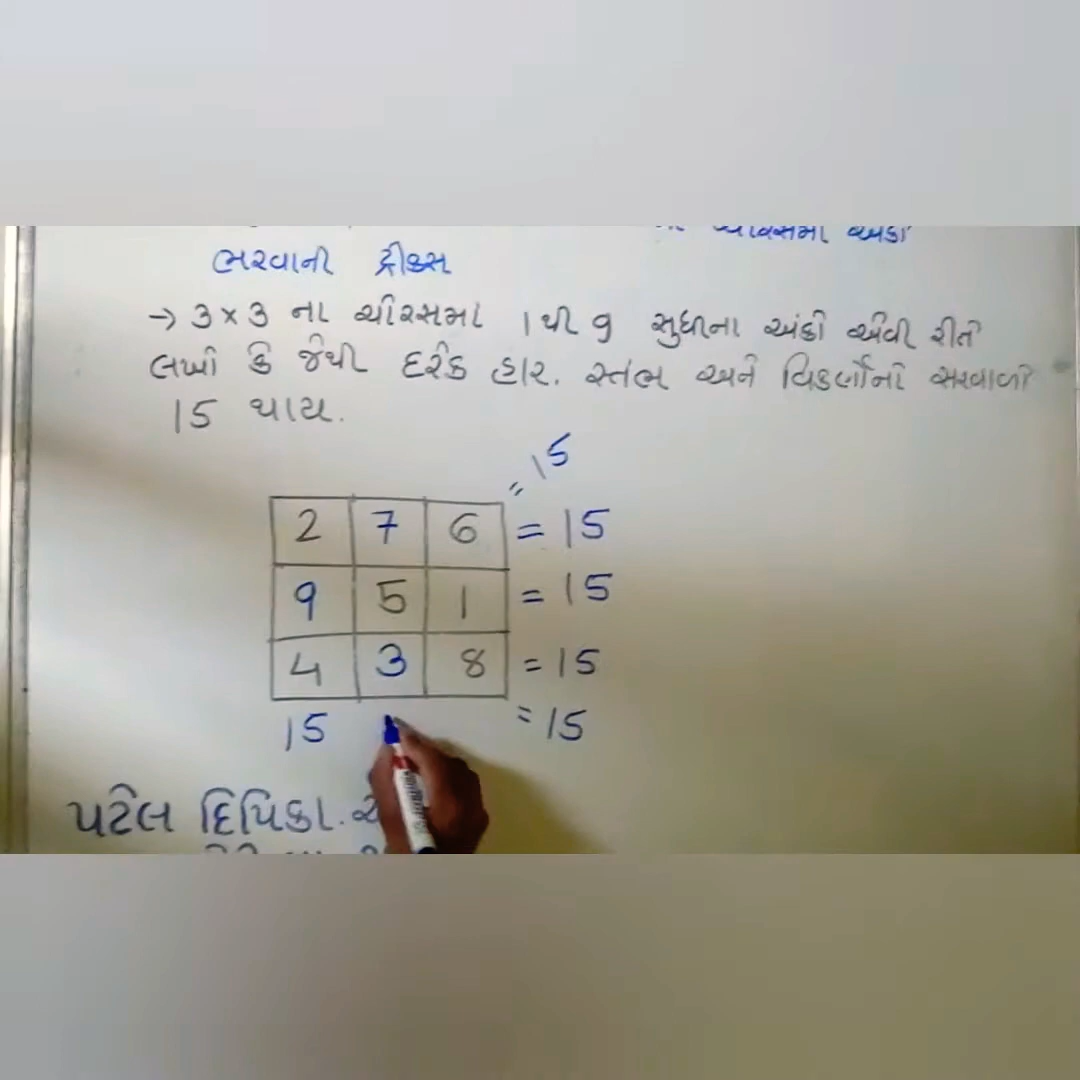 અંકો
ભરવાની ટ્રીક્સ
→ 3 × 3 ના ચોરસમા 1 થી 9 સુધીના અંકો એવી રીતે
લખો કે જેથી દરેક હાર. સ્તંભ અને વિકર્ણોનો સરવાળો
15 થાય.
= 15
2 7 6 = 15
9 5 1 = 15
4 3 8 = 15
15 = 15
પટેલ દિપિકા.